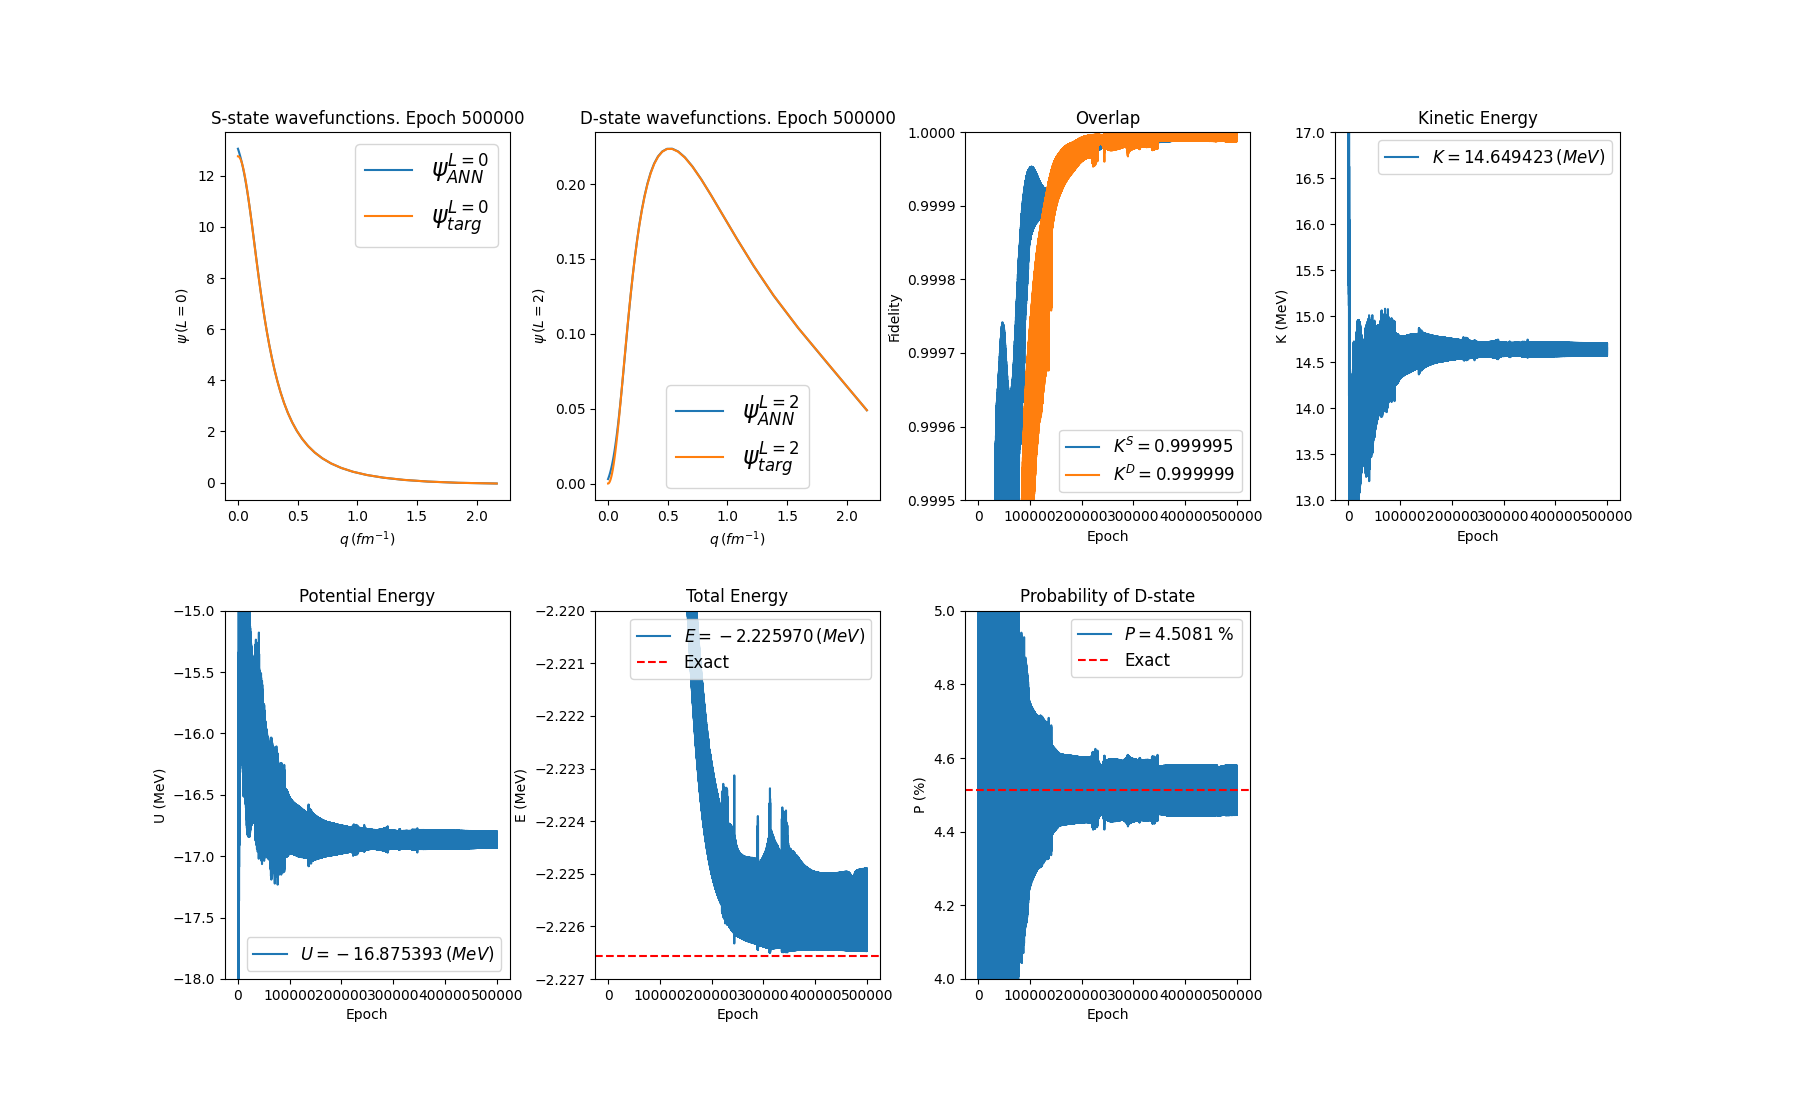 S-state wavefunctions. Epoch 500000
ψ(L = 0)
12
10
8
6
4
2
0
0.0 0.5 1.0 1.5 2.0
q (fm⁻¹)
ψ_{ANN}^{L=0}
ψ_{targ}^{L=0}
D-state wavefunctions. Epoch 500000
ψ(L = 2)
0.20
0.15
0.10
0.05
0.00
0.0 0.5 1.0 1.5 2.0
q (fm⁻¹)
ψ_{ANN}^{L=2}
ψ_{targ}^{L=2}
Overlap
Fidelity
1.0000
0.9999
0.9998
0.9997
0.9996
0.9995
0 100000 200000 300000 400000 500000
Epoch
K^S = 0.999995
K^D = 0.999999
Kinetic Energy
K (MeV)
17.0
16.5
16.0
15.5
15.0
14.5
14.0
13.5
13.0
0 100000 200000 300000 400000 500000
Epoch
K = 14.649423 (MeV)
Potential Energy
U (MeV)
−15.0
−15.5
−16.0
−16.5
−17.0
−17.5
−18.0
0 100000 200000 300000 400000 500000
Epoch
U = −16.875393 (MeV)
Total Energy
E (MeV)
−2.220
−2.221
−2.222
−2.223
−2.224
−2.225
−2.226
−2.227
0 100000 200000 300000 400000 500000
Epoch
E = −2.225970 (MeV)
Exact
Probability of D-state
P (%)
5.0
4.8
4.6
4.4
4.2
4.0
0 100000 200000 300000 400000 500000
Epoch
P = 4.5081 %
Exact